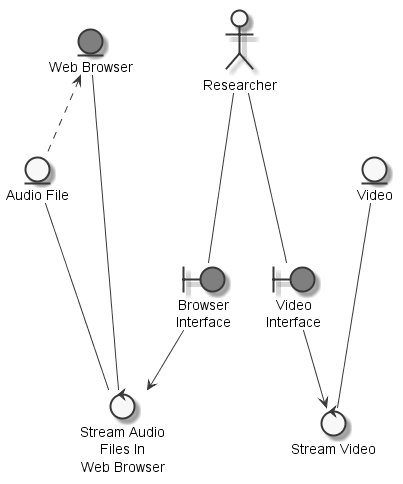 Web Browser
Researcher
Audio File
Video
Browser
Interface
Video
Interface
Stream Audio
Files In
Web Browser
Stream Video